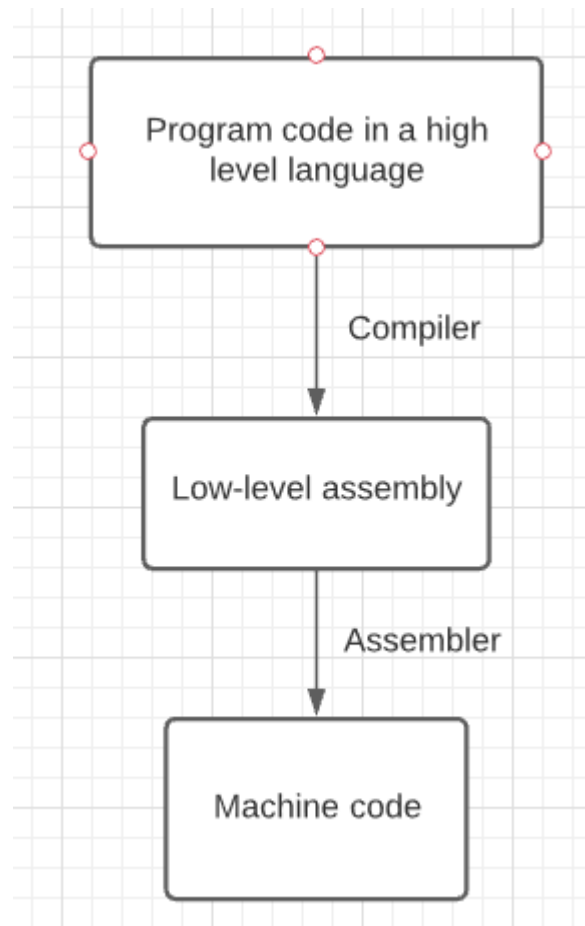 Program code in a high
level language
Compiler
Low-level assembly
Assembler
Machine code